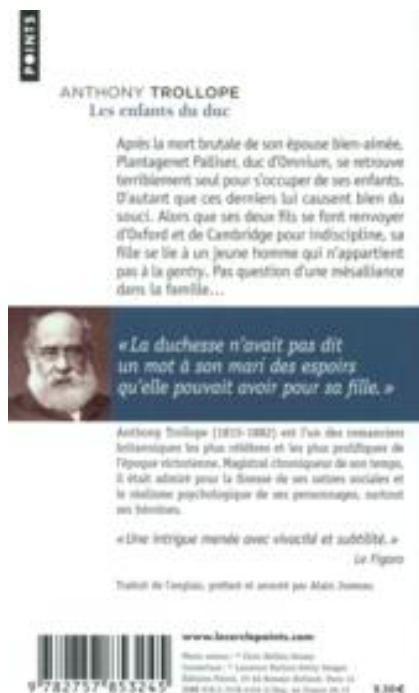 POINTS
ANTHONY TROLLOPE
Les enfants du duc
Après la mort brutale de son épouse bien-aimée,
Plantagenet Palliser, duc d'Omnium, se retrouve
terriblement seul pour s'occuper de ses enfants.
D'autant que ces derniers lui causent bien du
souci. Alors que ses deux fils se font renvoyer
d'Oxford et de Cambridge pour indiscipline, sa
fille se lie à un jeune homme qui n'appartient
pas à la gentry. Pas question d'une mésalliance
dans la famille...
« La duchesse n'avait pas dit
un mot à son mari des espoirs
qu'elle pouvait avoir pour sa fille. »
Anthony Trollope (1815-1882) est l'un des romanciers
britanniques les plus célèbres et les plus prolifiques de
l'époque victorienne. Magistral chroniqueur de son temps,
il était admiré pour la finesse de ses satires sociales et
le réalisme psychologique de ses personnages, surtout
ses héroïnes.
« Une intrigue menée avec vivacité et subtilité. »
Le Figaro
Traduit de l'anglais, préfacé et annoté par Alain Jumeau
www.lecerclepoints.com
9 782757 853245